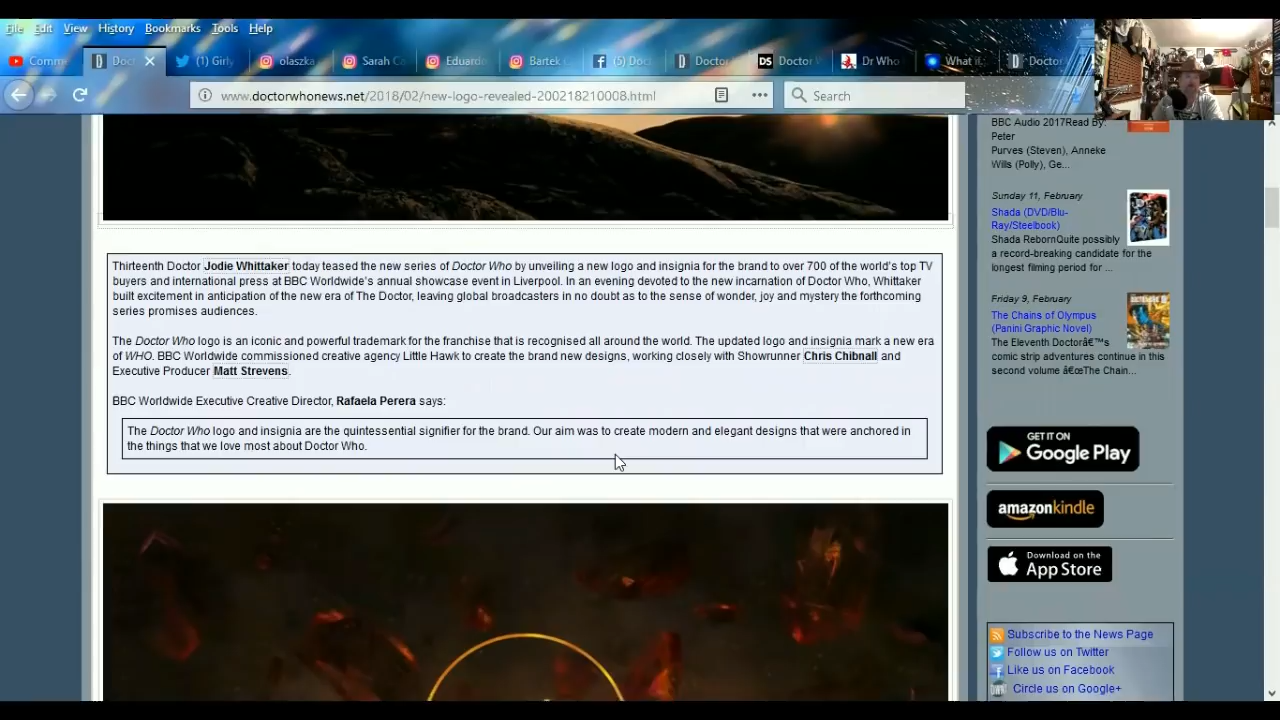 File Edit View History Bookmarks Tools Help
Comm
Doct
(1) Girly
olaszka
Sarah Ca
Eduardo
Bartek
(5) Doc
Doctor
DS Doctor
Dr Who
What if
Doctor
www.doctorwhonews.net/2018/02/new-logo-revealed-200218210008.html
Search
Thirteenth Doctor Jodie Whittaker today teased the new series of Doctor Who by unveiling a new logo and insignia for the brand to over 700 of the world's top TV
buyers and international press at BBC Worldwide's annual showcase event in Liverpool. In an evening devoted to the new incarnation of Doctor Who, Whittaker
built excitement in anticipation of the new era of The Doctor, leaving global broadcasters in no doubt as to the sense of wonder, joy and mystery the forthcoming
series promises audiences.
The Doctor Who logo is an iconic and powerful trademark for the franchise that is recognised all around the world. The updated logo and insignia mark a new era
of WHO. BBC Worldwide commissioned creative agency Little Hawk to create the brand new designs, working closely with Showrunner Chris Chibnall and
Executive Producer Matt Strevens.
BBC Worldwide Executive Creative Director, Rafaela Perera says:
The Doctor Who logo and insignia are the quintessential signifier for the brand. Our aim was to create modern and elegant designs that were anchored in
the things that we love most about Doctor Who.
BBC Audio 2017Read By:
Peter
Purves (Steven), Anneke
Wills (Polly), Ge...
Sunday 11, February
Shada (DVD/Blu-
Ray/Steelbook)
Shada RebornQuite possibly
a record-breaking candidate for the
longest filming period for ...
Friday 9, February
The Chains of Olympus
(Panini Graphic Novel)
The Eleventh Doctorâ€™s
comic strip adventures continue in this
second volume â€œThe Chain...
GET IT ON
Google Play
amazonkindle
Download on the
App Store
Subscribe to the News Page
Follow us on Twitter
Like us on Facebook
Circle us on Google+